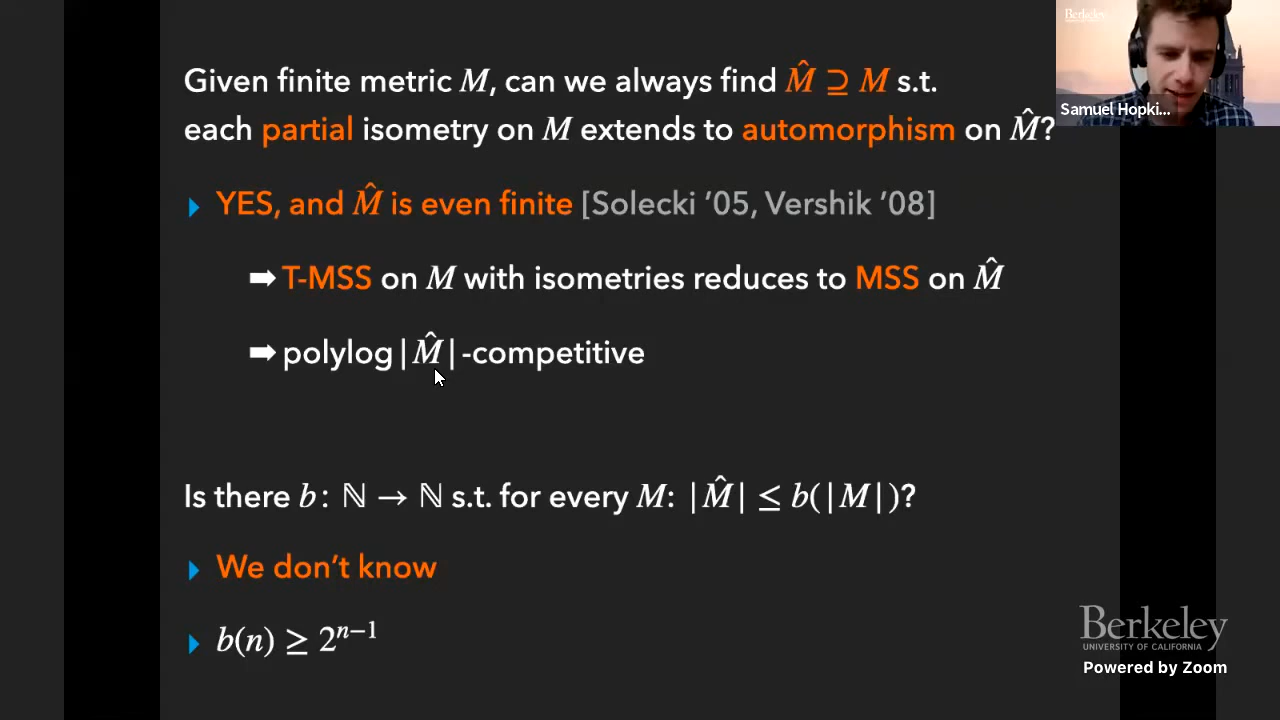 Given finite metric M, can we always find M̂ ⊇ M s.t.
each partial isometry on M extends to automorphism on M̂?
YES, and M̂ is even finite [Solecki ’05, Vershik ’08]
➡ T-MSS on M with isometries reduces to MSS on M̂
➡ polylog|M̂|-competitive
Is there b: ℕ → ℕ s.t. for every M: |M̂| ≤ b(|M|)?
We don’t know
b(n) ≥ 2ⁿ⁻¹
Berkeley
Samuel Hopki...
Berkeley
UNIVERSITY OF CALIFORNIA
Powered by Zoom